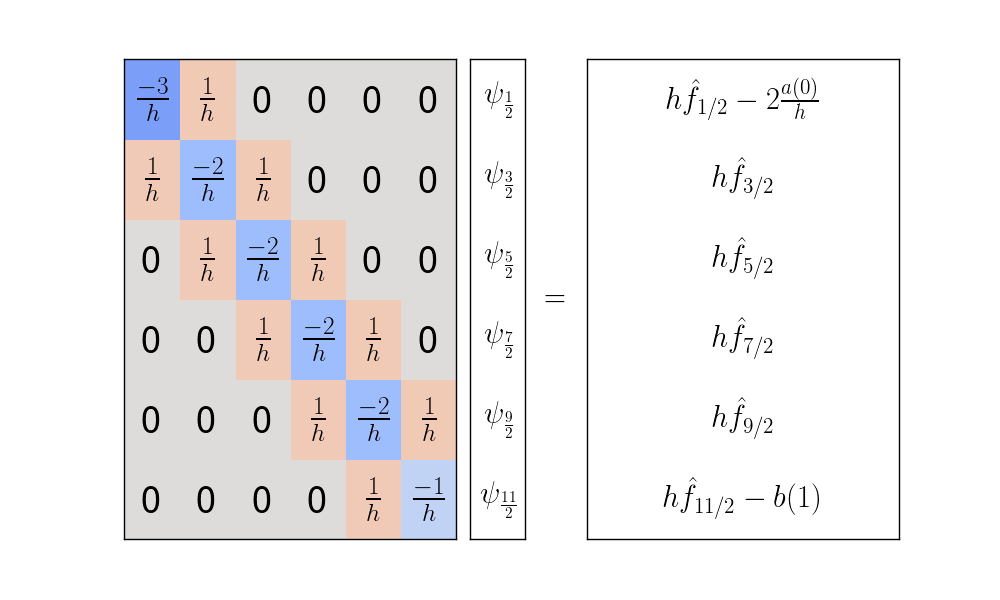 \frac{-3}{h} \frac{1}{h} 0 0 0 0 \psi_{\frac{1}{2}} h\hat{f}_{1/2} - 2\frac{a(0)}{h}
\frac{1}{h} \frac{-2}{h} \frac{1}{h} 0 0 0 \psi_{\frac{3}{2}} h\hat{f}_{3/2}
0 \frac{1}{h} \frac{-2}{h} \frac{1}{h} 0 0 \psi_{\frac{5}{2}} h\hat{f}_{5/2}
=
0 0 \frac{1}{h} \frac{-2}{h} \frac{1}{h} 0 \psi_{\frac{7}{2}} h\hat{f}_{7/2}
0 0 0 \frac{1}{h} \frac{-2}{h} \frac{1}{h} \psi_{\frac{9}{2}} h\hat{f}_{9/2}
0 0 0 0 \frac{1}{h} \frac{-1}{h} \psi_{\frac{11}{2}} h\hat{f}_{11/2} - b(1)